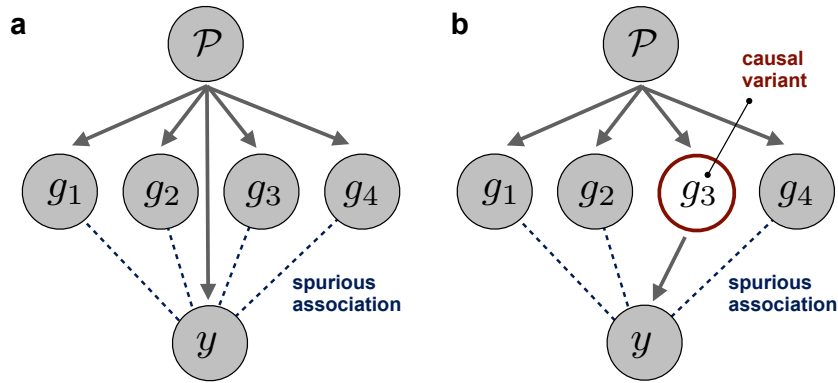 a
𝒫
g₁ g₂ g₃ g₄
spurious
association
y
b
𝒫
causal
variant
g₁ g₂ g₃ g₄
spurious
association
y